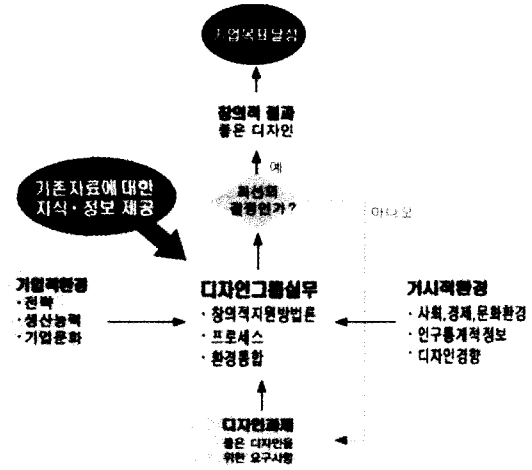 기업목표달성
창의적 결과
좋은 디자인
예
최선의
결정인가?
아니오
기존자료에 대한
지식·정보 제공
기업적환경
·전략
·생산능력
·기업문화
디자인그룹실무
·창의적지원방법론
·프로세스
·환경통합
거시적환경
·사회,경제,문화환경
·인구통계적정보
·디자인경향
디자인과제
좋은 디자인을
위한 요구사항